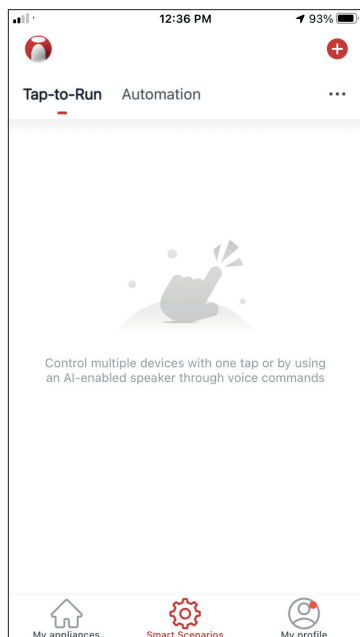 12:36 PM
93%
Tap-to-Run
Automation
Control multiple devices with one tap or by using
an AI-enabled speaker through voice commands
My appliances
Smart Scenarios
My profile